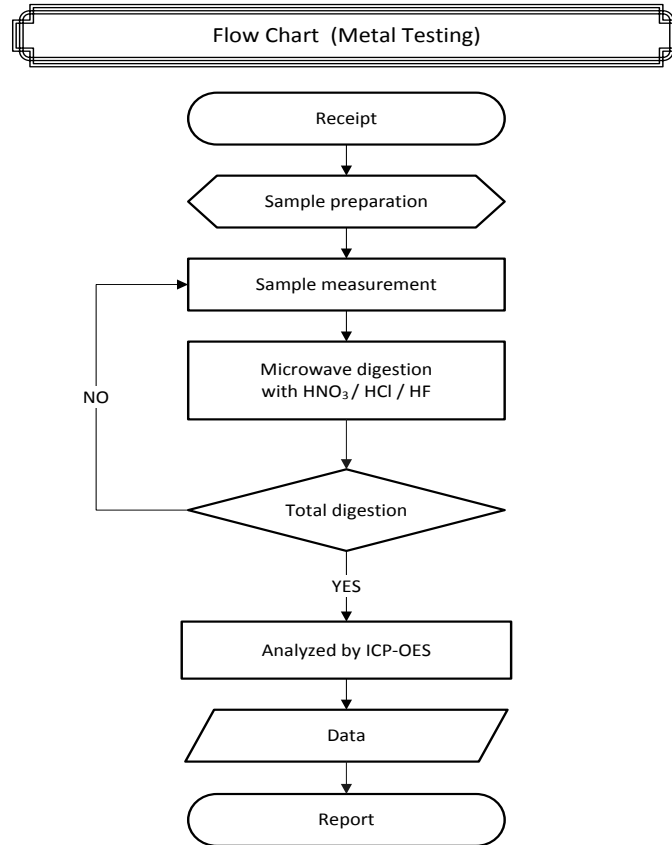 Flow Chart (Metal Testing)
Receipt
Sample preparation
Sample measurement
Microwave digestion
with HNO₃ / HCl / HF
NO
Total digestion
YES
Analyzed by ICP-OES
Data
Report